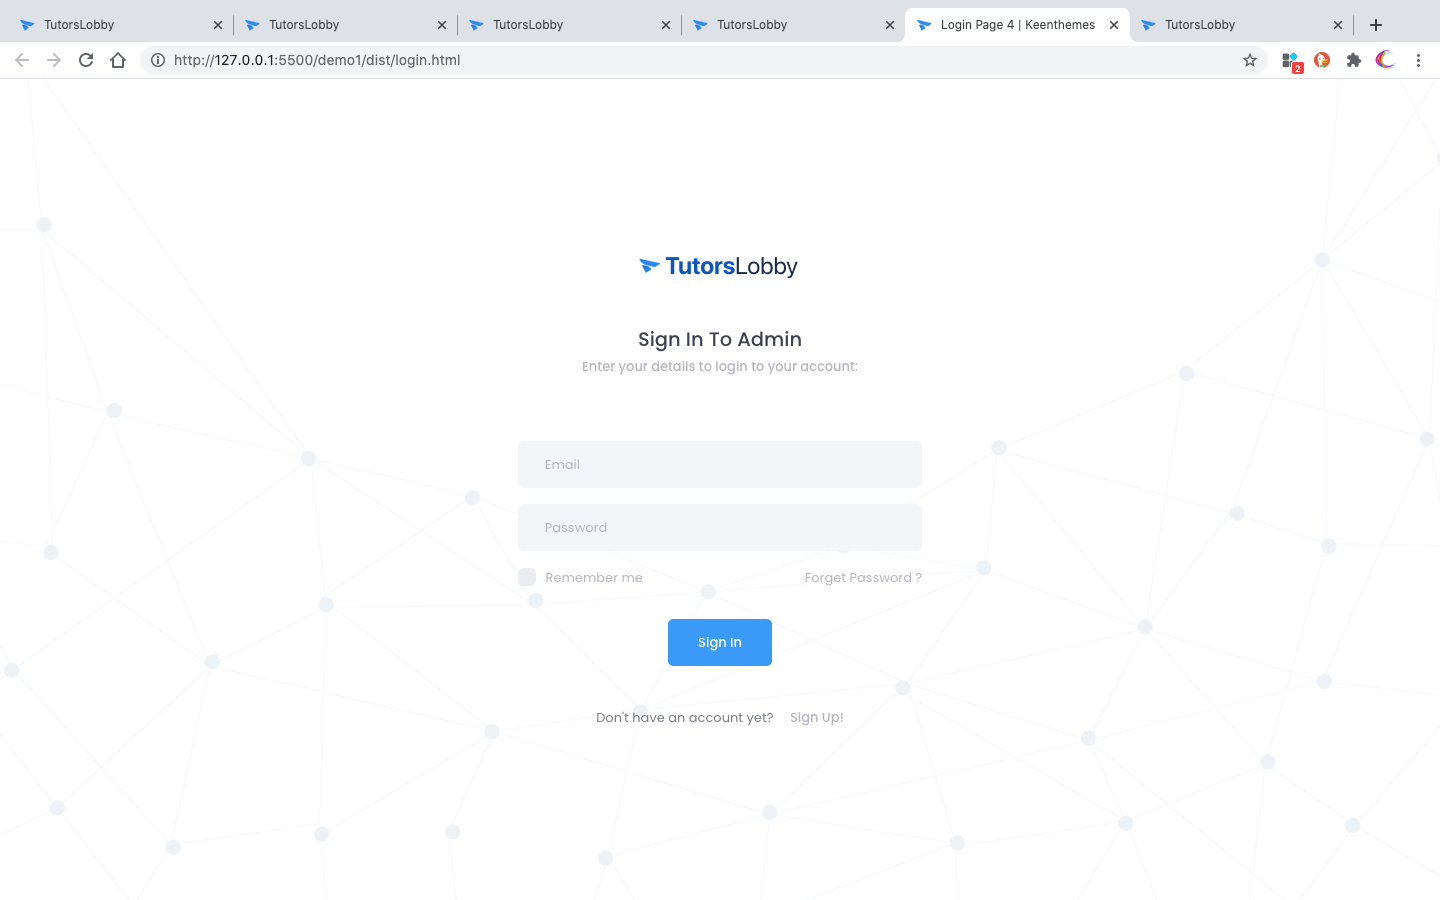 TutorsLobby TutorsLobby TutorsLobby TutorsLobby Login Page 4 | Keenthemes TutorsLobby
http://127.0.0.1:5500/demo1/dist/login.html 2
TutorsLobby
Sign In To Admin
Enter your details to login to your account:
Email
Password
Remember me Forget Password ?
Sign In
Don't have an account yet? Sign Up!